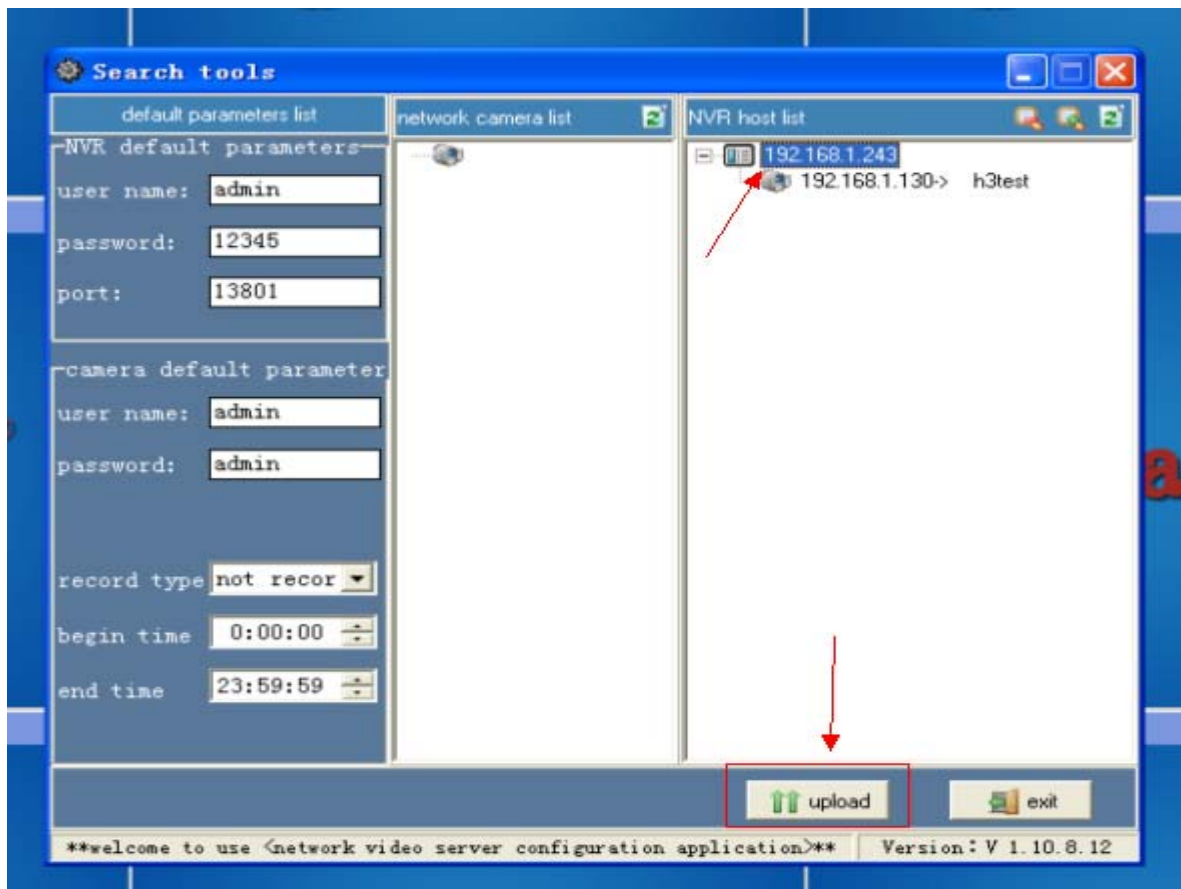 Search tools
default parameters list
NVR default parameters
user name: admin
password: 12345
port: 13801
camera default parameter
user name: admin
password: admin
record type not recor
begin time 0:00:00
end time 23:59:59
network camera list
NVR host list
192.168.1.243
192.168.1.130-> h3test
upload
exit
**welcome to use <network video server configuration application>**
Version: V 1.10.8.12
a